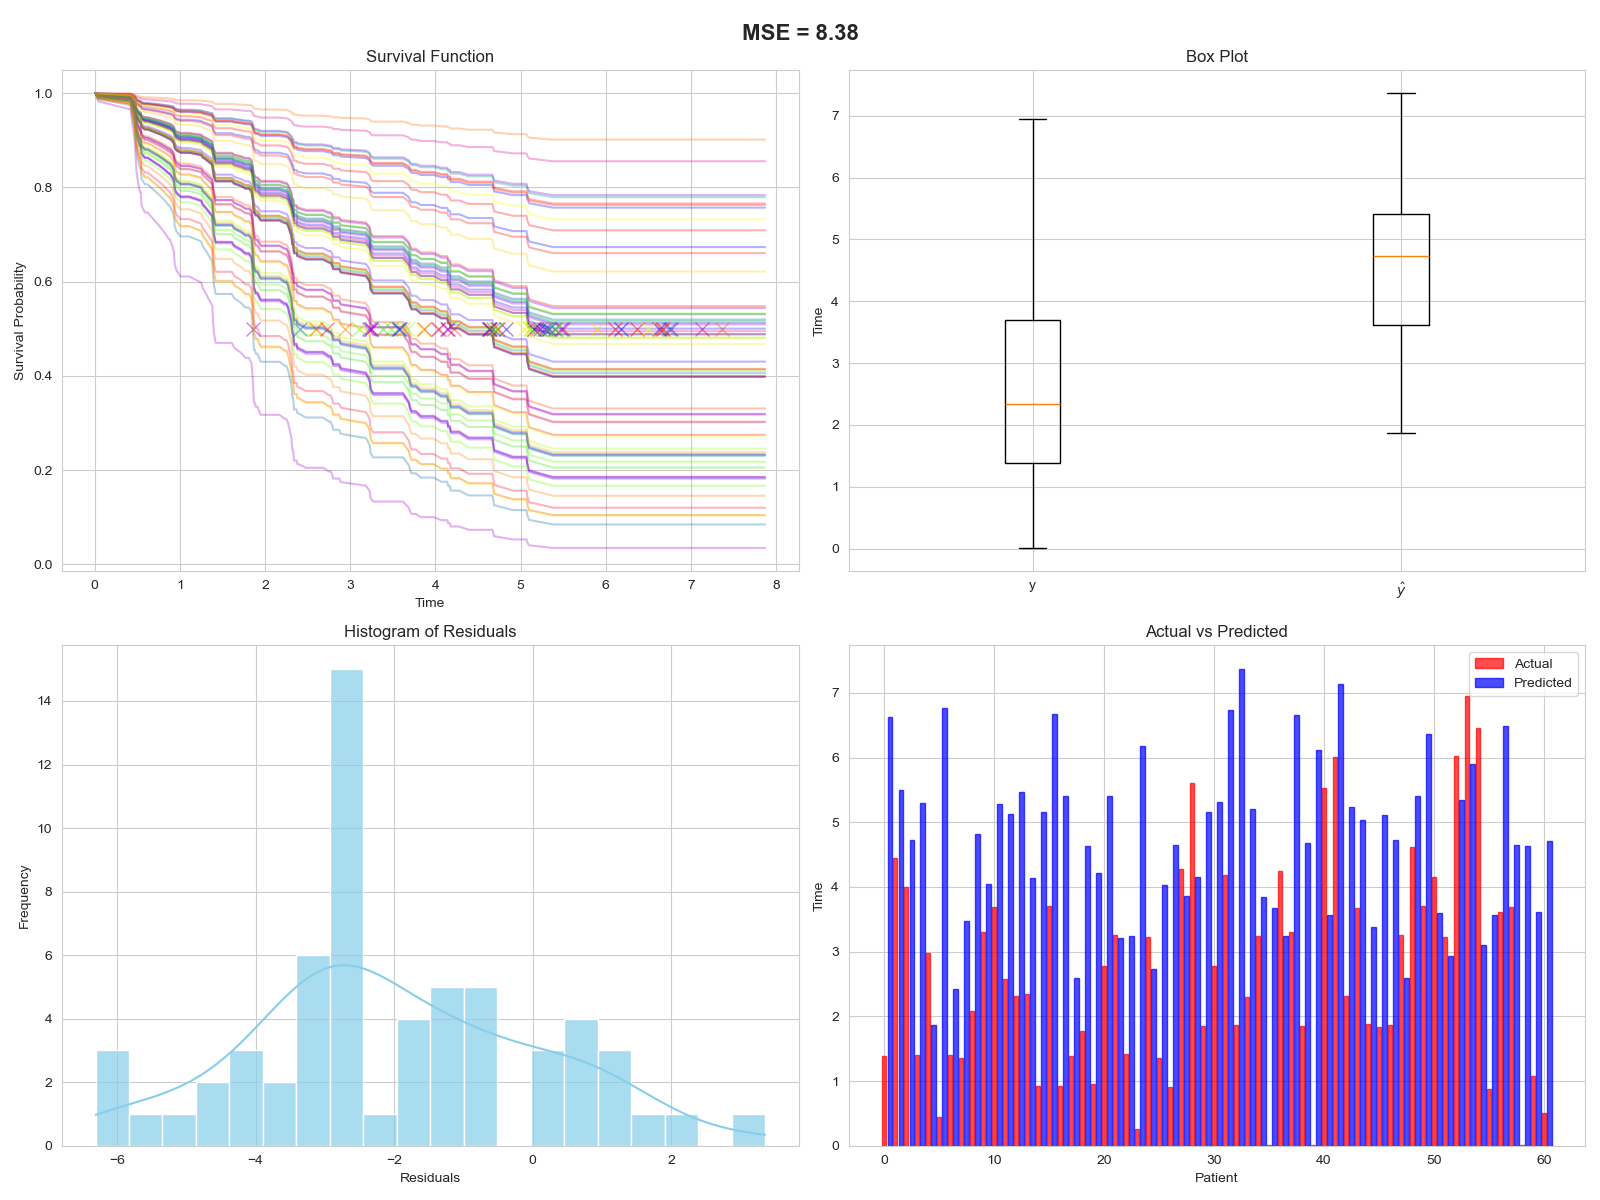 MSE = 8.38
Survival Function
Survival Probability
1.0
0.8
0.6
0.4
0.2
0.0
0 1 2 3 4 5 6 7 8
Time
Box Plot
Time
7
6
5
4
3
2
1
0
y ŷ
Histogram of Residuals
Frequency
14
12
10
8
6
4
2
0
−6 −4 −2 0 2
Residuals
Actual vs Predicted
Actual
Predicted
Time
7
6
5
4
3
2
1
0
0 10 20 30 40 50 60
Patient